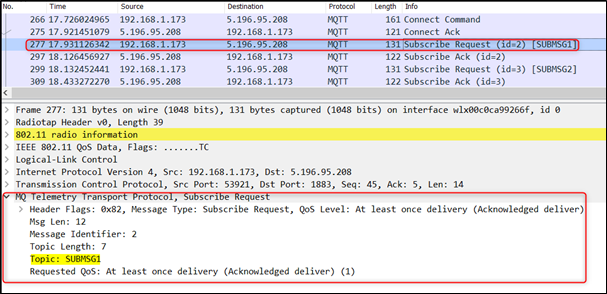 No. Time Source Destination Protocol Length Info
266 17.726024965 192.168.1.173 5.196.95.208 MQTT 161 Connect Command
275 17.921451079 5.196.95.208 192.168.1.173 MQTT 121 Connect Ack
277 17.931126342 192.168.1.173 5.196.95.208 MQTT 131 Subscribe Request (id=2) [SUBMSG1]
297 18.126456927 5.196.95.208 192.168.1.173 MQTT 122 Subscribe Ack (id=2)
299 18.132452441 192.168.1.173 5.196.95.208 MQTT 131 Subscribe Request (id=3) [SUBMSG2]
309 18.433272270 5.196.95.208 192.168.1.173 MQTT 122 Subscribe Ack (id=3)
Frame 277: 131 bytes on wire (1048 bits), 131 bytes captured (1048 bits) on interface wlx00c0ca99266f, id 0
Radiotap Header v0, Length 39
802.11 radio information
IEEE 802.11 QoS Data, Flags: .......TC
Logical-Link Control
Internet Protocol Version 4, Src: 192.168.1.173, Dst: 5.196.95.208
Transmission Control Protocol, Src Port: 53921, Dst Port: 1883, Seq: 45, Ack: 5, Len: 14
MQ Telemetry Transport Protocol, Subscribe Request
Header Flags: 0x82, Message Type: Subscribe Request, QoS Level: At least once delivery (Acknowledged deliver)
Msg Len: 12
Message Identifier: 2
Topic Length: 7
Topic: SUBMSG1
Requested QoS: At least once delivery (Acknowledged deliver) (1)